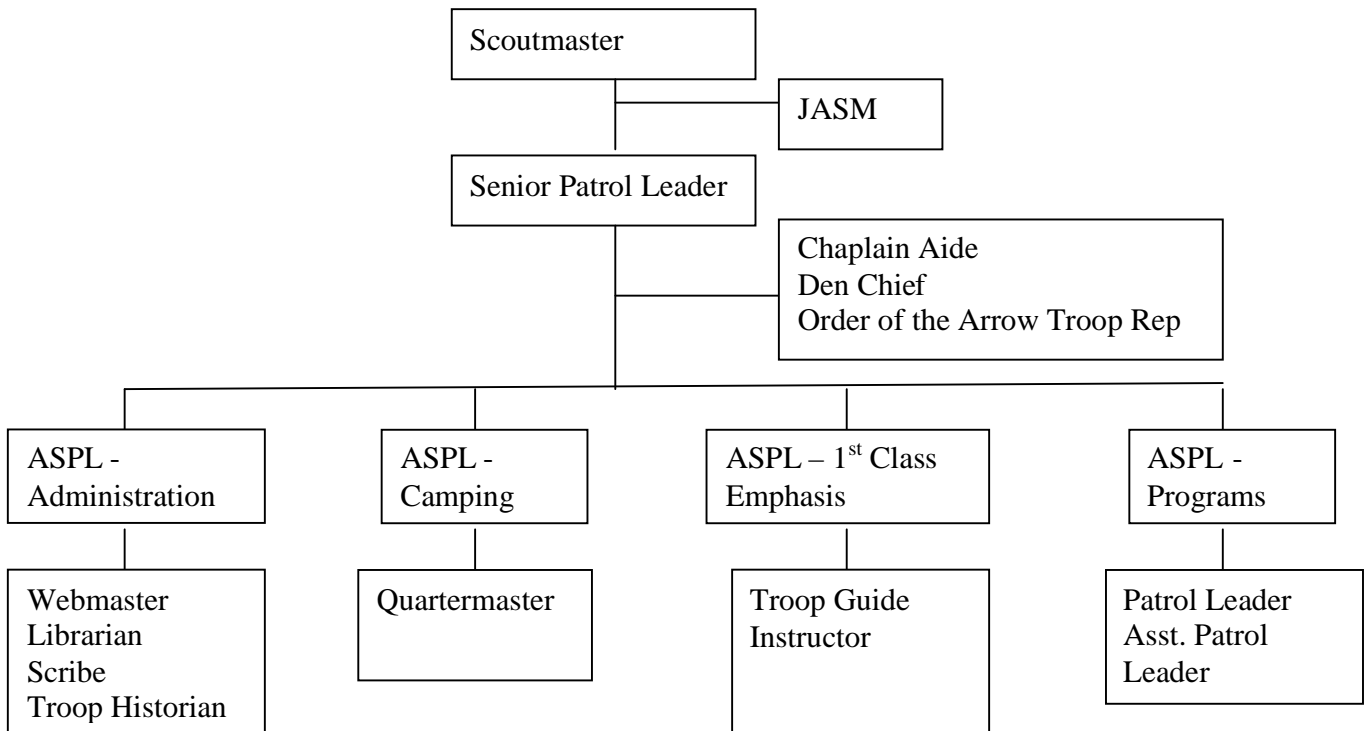 Scoutmaster
JASM
Senior Patrol Leader
Chaplain Aide
Den Chief
Order of the Arrow Troop Rep
ASPL -
Administration
ASPL -
Camping
ASPL – 1st Class
Emphasis
ASPL -
Programs
Webmaster
Librarian
Scribe
Troop Historian
Quartermaster
Troop Guide
Instructor
Patrol Leader
Asst. Patrol
Leader